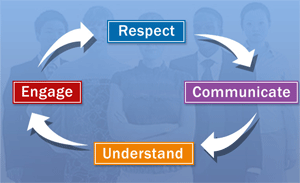 Respect
Communicate
Understand
Engage